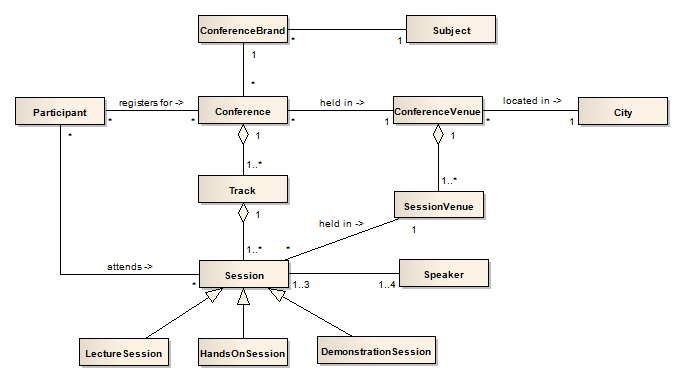 ConferenceBrand
*
1
Subject
1
*
Participant
registers for ->
*
*
Conference
held in ->
*
1
ConferenceVenue
located in ->
*
1
City
1
1
1..*
1..*
Track
SessionVenue
1
held in ->
1
*
1..*
*
attends ->
*
Session
1..3
1..4
Speaker
LectureSession
HandsOnSession
DemonstrationSession